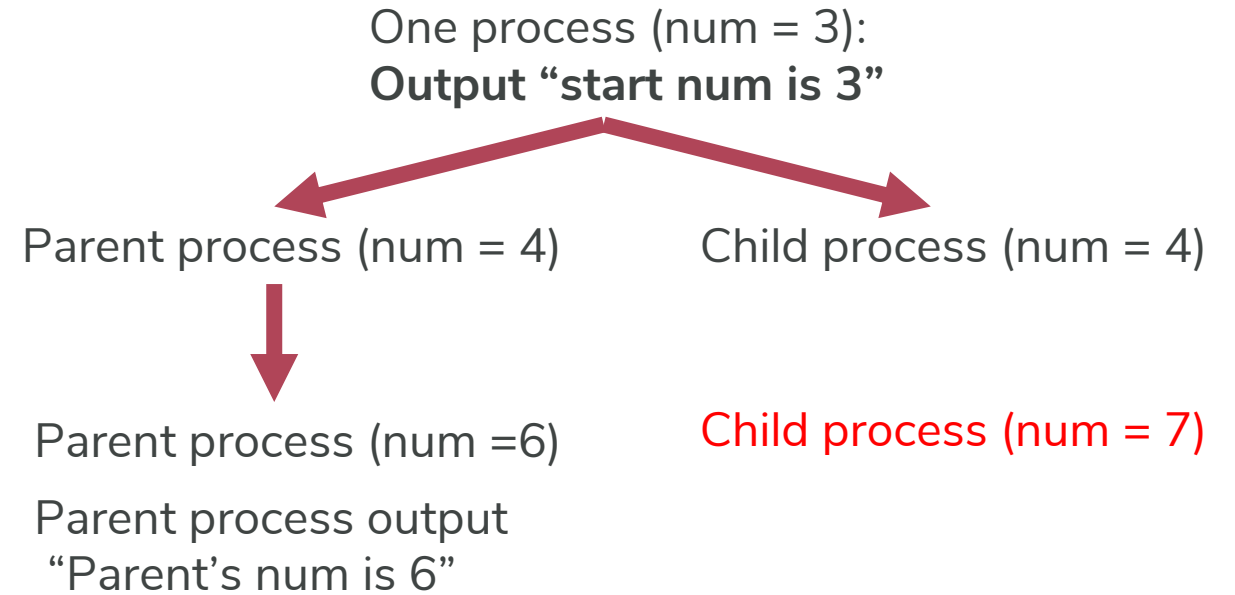 One process (num = 3):
Output “start num is 3”
Parent process (num = 4)
Child process (num = 4)
Parent process (num =6)
Child process (num = 7)
Parent process output
“Parent’s num is 6”